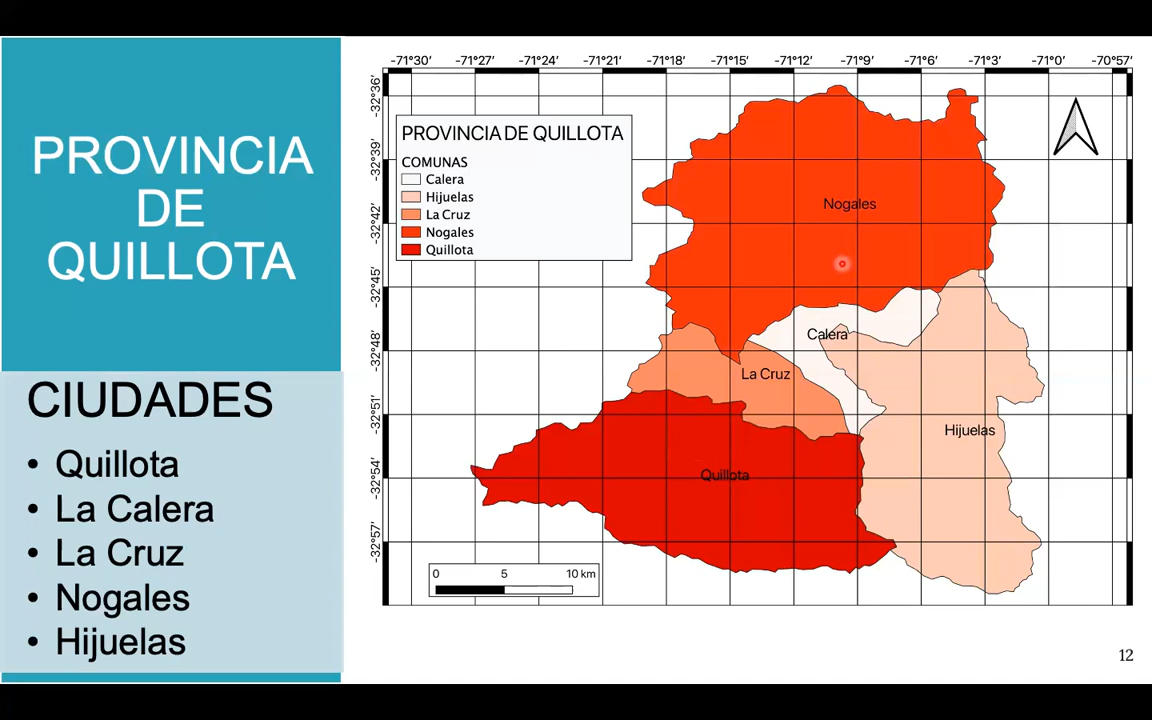 PROVINCIA
DE
QUILLOTA
CIUDADES
• Quillota
• La Calera
• La Cruz
• Nogales
• Hijuelas
-71°30′ -71°27′ -71°24′ -71°21′ -71°18′ -71°15′ -71°12′ -71°9′ -71°6′ -71°3′ -71°0′ -70°57′
-32°36′
-32°39′
-32°42′
-32°45′
-32°48′
-32°51′
-32°54′
-32°57′
PROVINCIA DE QUILLOTA
COMUNAS
Calera
Hijuelas
La Cruz
Nogales
Quillota
Nogales
Calera
La Cruz
Hijuelas
Quillota
0 5 10 km
12